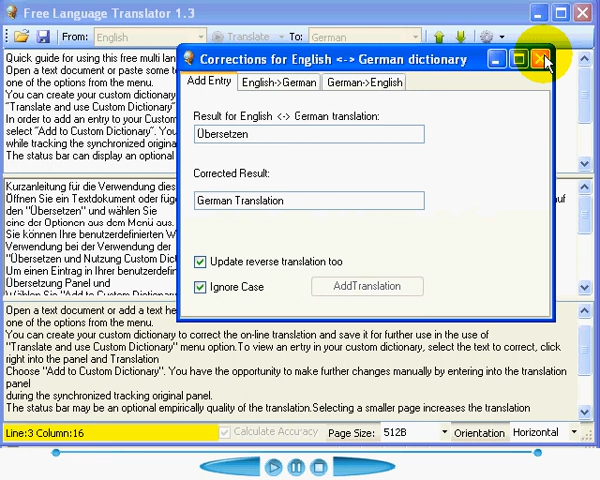 Free Language Translator 1.3
From: English Translate To: German
Quick guide for using this free multi lan
Open a text document or paste some te
one of the options from the menu.
You can create your custom dictionary
"Translate and use Custom Dictionary"
In order to add an entry to your Custom
select "Add to Custom Dictionary". You
while tracking the synchronized original
The status bar can display an optional
Corrections for English <-> German dictionary
Add Entry English->German German->English
Result for English <-> German translation:
Übersetzen
Corrected Result:
German Translation
Update reverse translation too
Ignore Case AddTranslation
Kurzanleitung für die Verwendung dies
Öffnen Sie ein Textdokument oder füge
auf
den "Übersetzen" und wählen Sie
eine der Optionen aus dem Menü aus.
Sie können Ihre benutzerdefinierten W
Verwendung bei der Verwendung der
"Übersetzen und Nutzung Custom Dict
Um einen Eintrag in Ihrer benutzerdefin
Übersetzung Panel und
Wählen Sie "Add to Custom Dictionary
Open a text document or add a text he
one of the options from the menu.
You can create your custom dictionary to correct the on-line translation and save it for further use in the use of
"Translate and use Custom Dictionary" menu option.To view an entry in your custom dictionary, select the text to correct, click
right into the panel and Translation
Choose "Add to Custom Dictionary". You have the opportunity to make further changes manually by entering into the translation
panel
during the synchronized tracking original panel.
The status bar may be an optional empirically quality of the translation.Selecting a smaller page increases the translation
Line:3 Column:16 Calculate Accuracy Page Size: 512B Orientation Horizontal